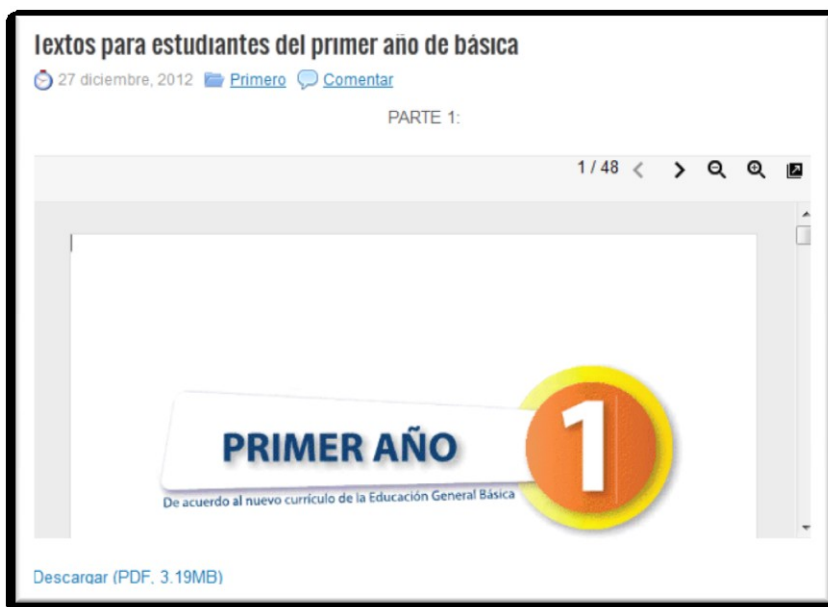 Textos para estudiantes del primer año de básica
27 diciembre, 2012 Primero Comentar
PARTE 1:
1 / 48
PRIMER AÑO
1
De acuerdo al nuevo currículo de la Educación General Básica
Descargar (PDF, 3.19MB)